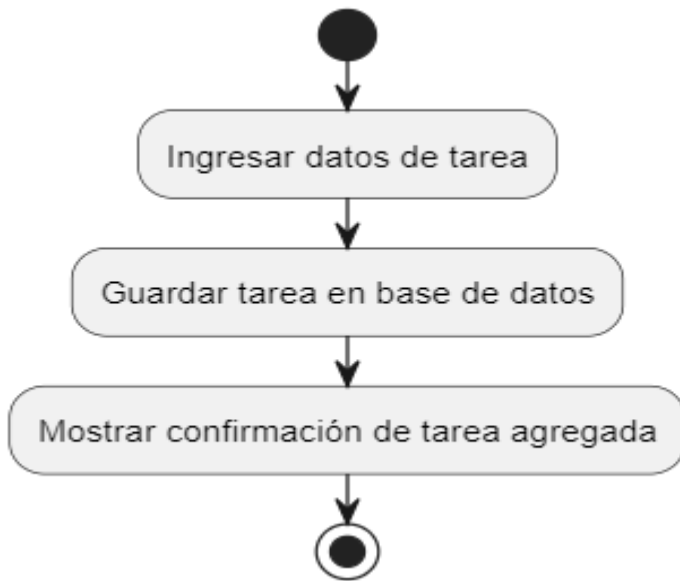 Ingresar datos de tarea
Guardar tarea en base de datos
Mostrar confirmación de tarea agregada